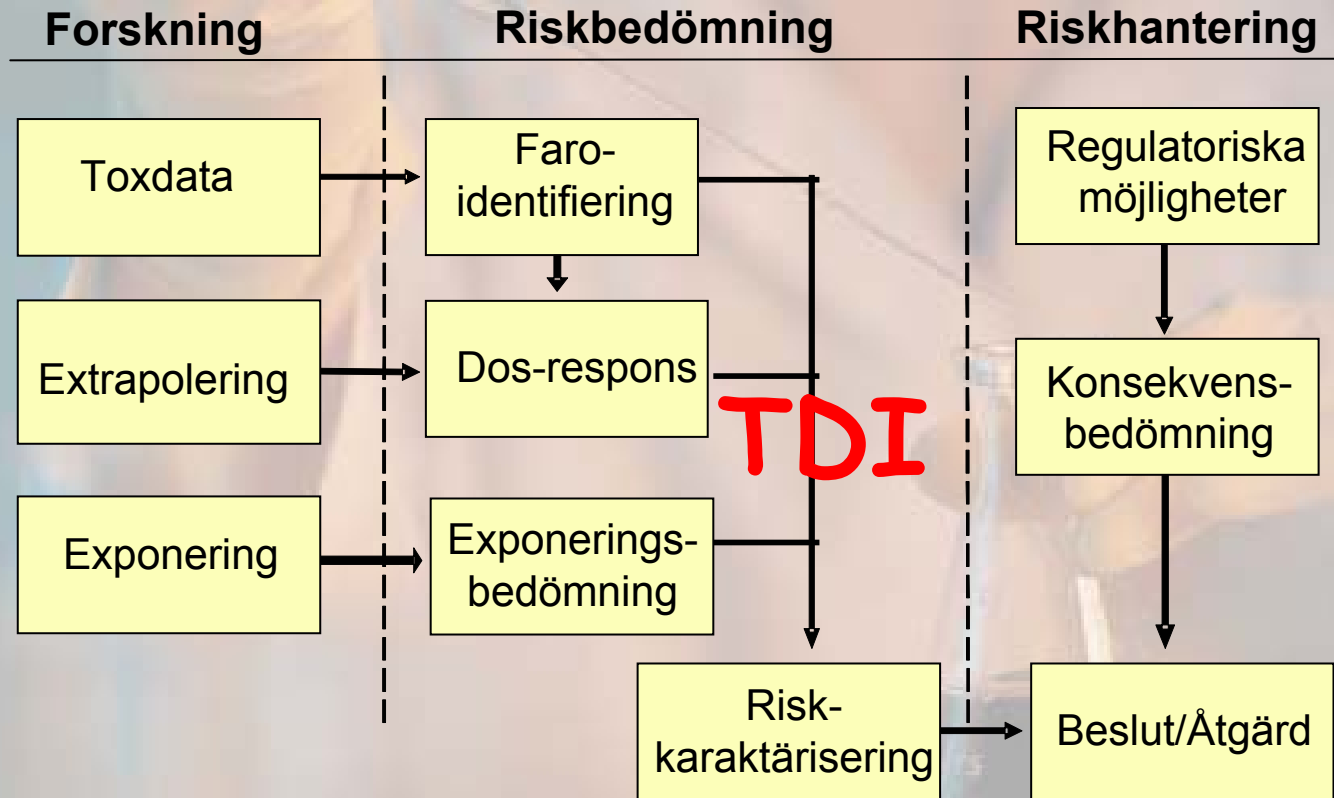 Forskning
Riskbedömning
Riskhantering
Toxdata
Faro-
identifiering
Regulatoriska
möjligheter
Extrapolering
Dos-respons
TDI
Konsekvens-
bedömning
Exponering
Exponerings-
bedömning
Risk-
karaktärisering
Beslut/Åtgärd